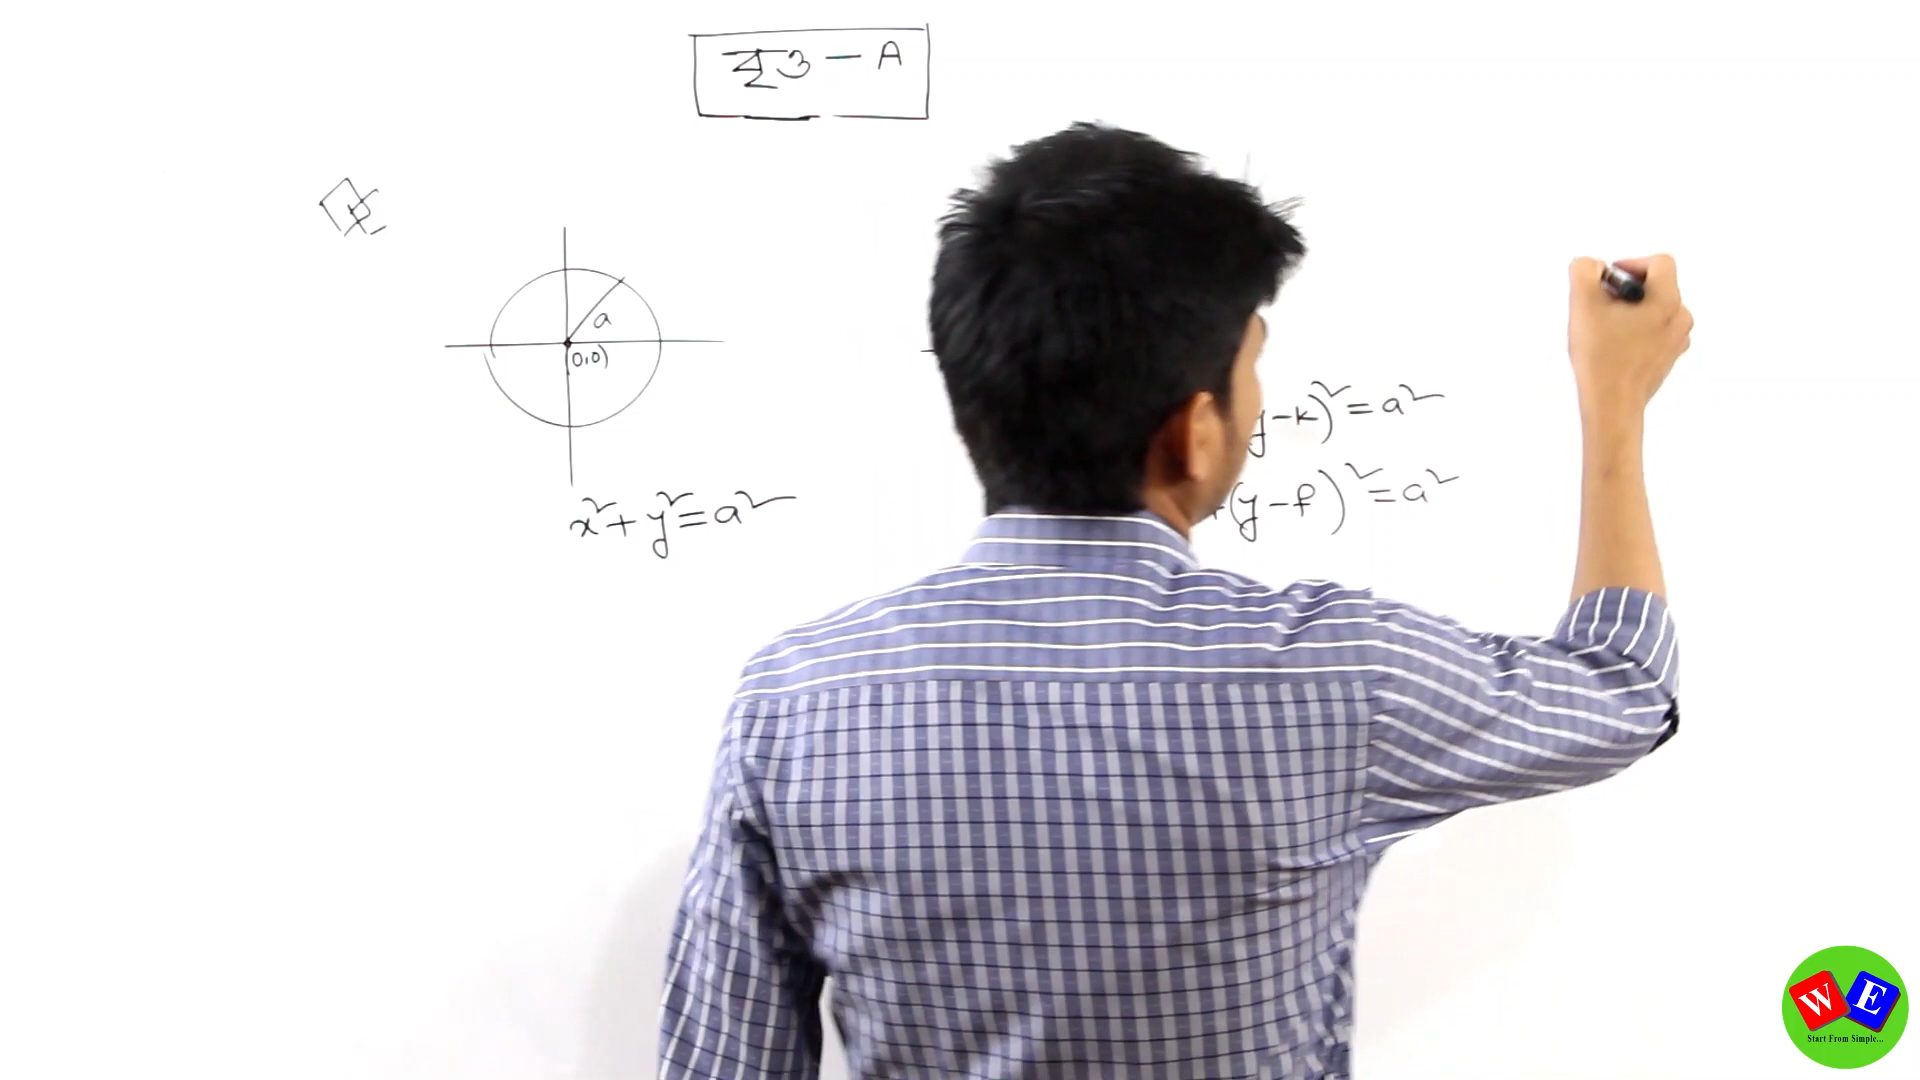 বৃত্ত - A
a
(0,0)
x²+y²=a²
y-k)²=a²
+(y-f)²=a²
W E
Start From Simple...